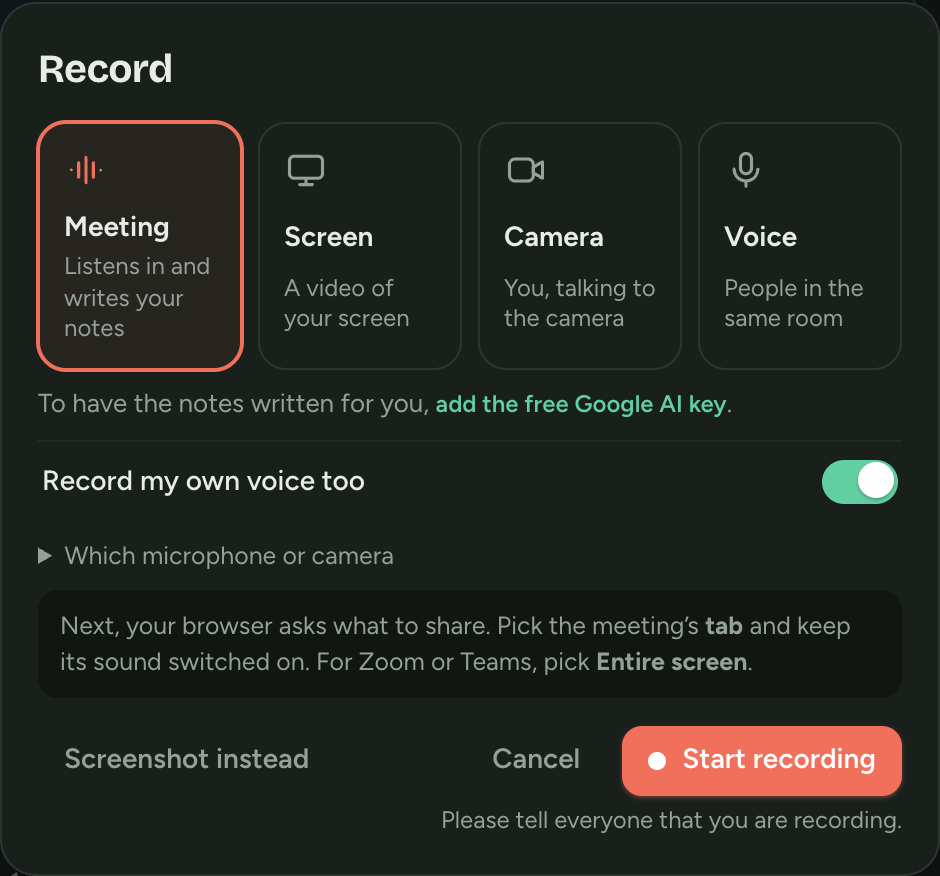 Record
Meeting
Listens in and
writes your
notes
Screen
A video of
your screen
Camera
You, talking to
the camera
Voice
People in the
same room
To have the notes written for you, add the free Google AI key.
Record my own voice too
Which microphone or camera
Next, your browser asks what to share. Pick the meeting’s tab and keep
its sound switched on. For Zoom or Teams, pick Entire screen.
Screenshot instead
Cancel
Start recording
Please tell everyone that you are recording.